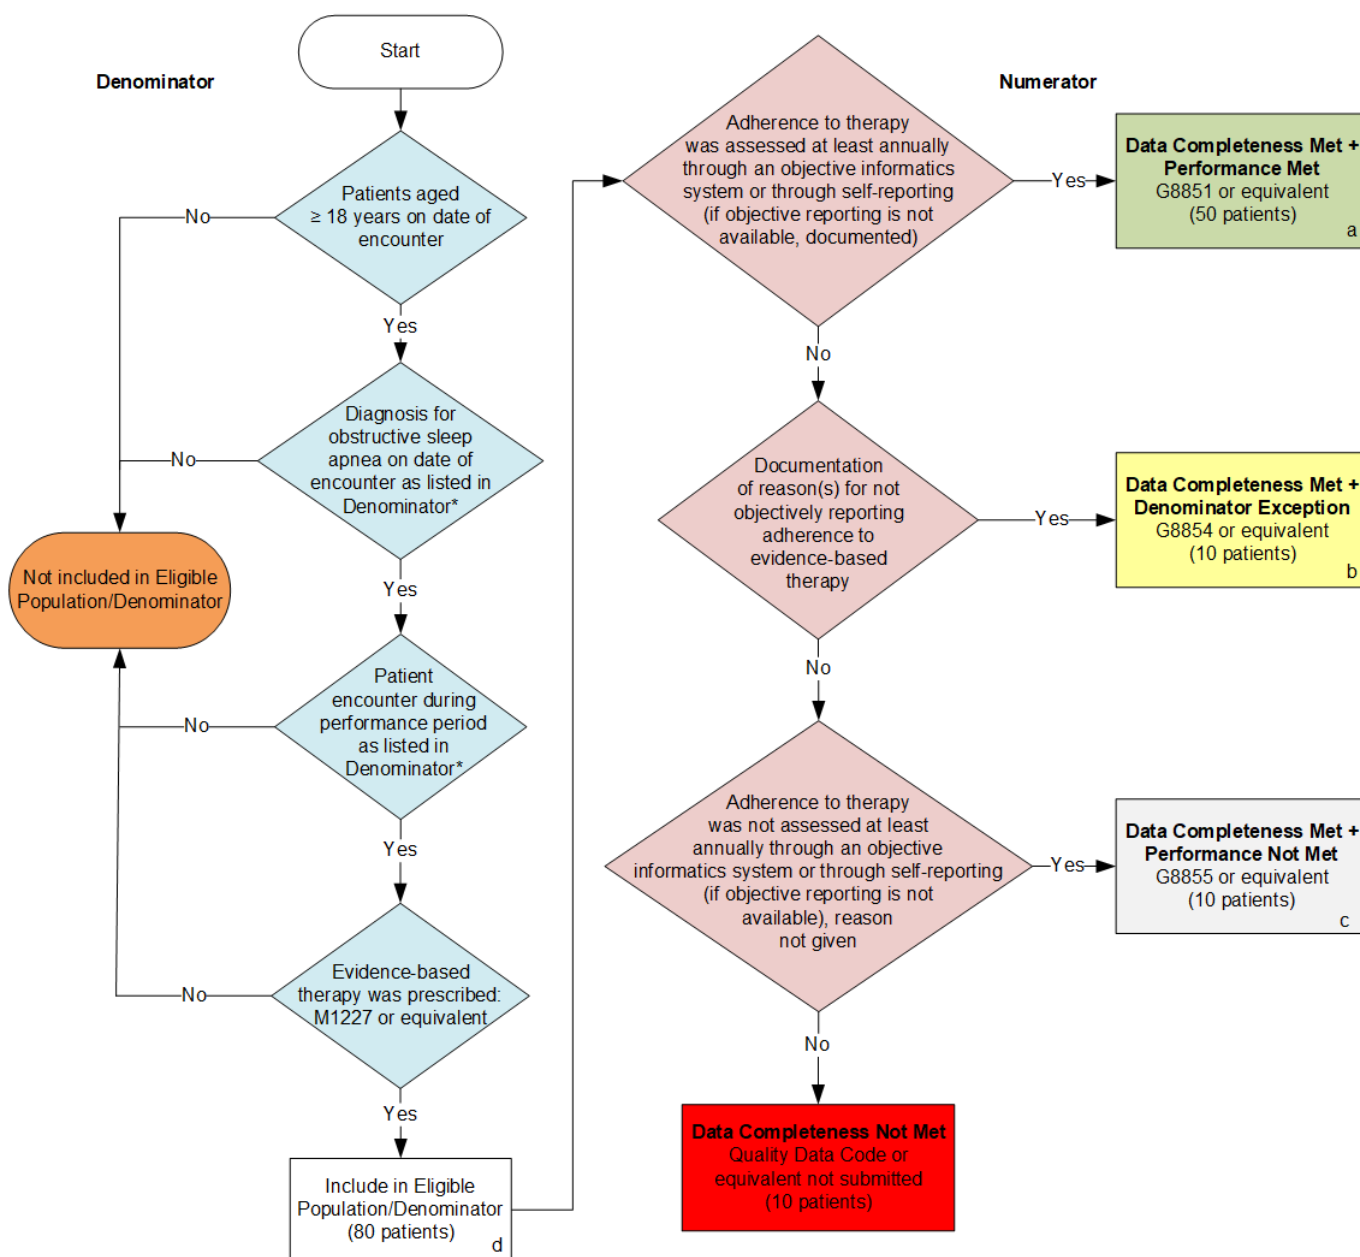 Start
Denominator
Patients aged
≥ 18 years on date of
encounter
No
Yes
Diagnosis for
obstructive sleep
apnea on date of
encounter as listed in
Denominator*
No
Yes
Not included in Eligible
Population/Denominator
Patient
encounter during
performance period
as listed in
Denominator*
No
Yes
Evidence-based
therapy was prescribed:
M1227 or equivalent
No
Yes
Include in Eligible
Population/Denominator
(80 patients)
d
Numerator
Adherence to therapy
was assessed at least annually
through an objective informatics
system or through self-reporting
(if objective reporting is not
available, documented)
Yes
Data Completeness Met +
Performance Met
G8851 or equivalent
(50 patients)
a
No
Documentation
of reason(s) for not
objectively reporting
adherence to
evidence-based
therapy
Yes
Data Completeness Met +
Denominator Exception
G8854 or equivalent
(10 patients)
b
No
Adherence to therapy
was not assessed at least
annually through an objective
informatics system or through self-reporting
(if objective reporting is not
available), reason
not given
Yes
Data Completeness Met +
Performance Not Met
G8855 or equivalent
(10 patients)
c
No
Data Completeness Not Met
Quality Data Code or
equivalent not submitted
(10 patients)